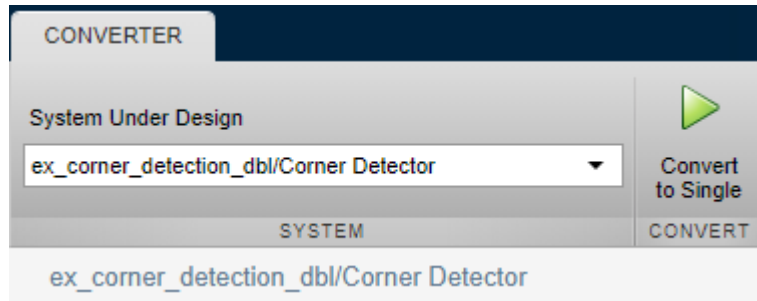 CONVERTER
System Under Design
ex_corner_detection_dbl/Corner Detector
Convert
to Single
SYSTEM
CONVERT
ex_corner_detection_dbl/Corner Detector